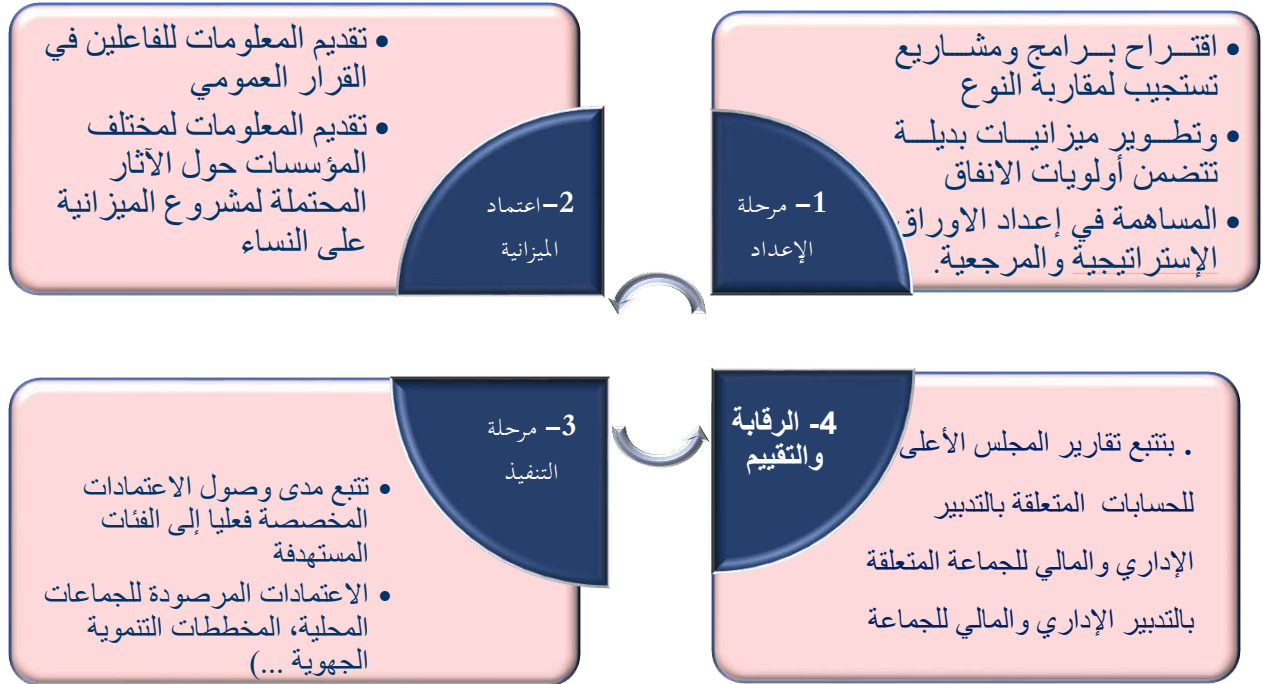 1– مرحلة
الإعداد
• اقتـــراح بـــرامج ومشـــاريع
تستجيب لمقاربة النوع
• وتطـــوير ميزانيـــات بديلـــة
تتضمن أولويات الانفاق
• المساهمة في إعداد الاوراق
الإستراتيجية والمرجعية.
2–اعتماد
الميزانية
• تقديم المعلومات للفاعلين في
القرار العمومي
• تقديم المعلومات لمختلف
المؤسسات حول الآثار
المحتملة لمشروع الميزانية
على النساء
3– مرحلة
التنفيذ
• تتبع مدى وصول الاعتمادات
المخصصة فعليا إلى الفئات
المستهدفة
• الاعتمادات المرصودة للجماعات
المحلية، المخططات التنموية
الجهوية ...)
4- الرقابة
والتقييم
. بتتبع تقارير المجلس الأعلى
للحسابات المتعلقة بالتدبير
الإداري والمالي للجماعة المتعلقة
بالتدبير الإداري والمالي للجماعة